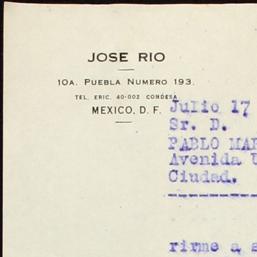 JOSE RIO
10A. PUEBLA NUMERO 193.
TEL. ERIC. 40-002 CONDESA
MEXICO, D. F.
Julio 17
Sr. D.
PABLO MAR
Avenida U
Ciudad.
rirme a a